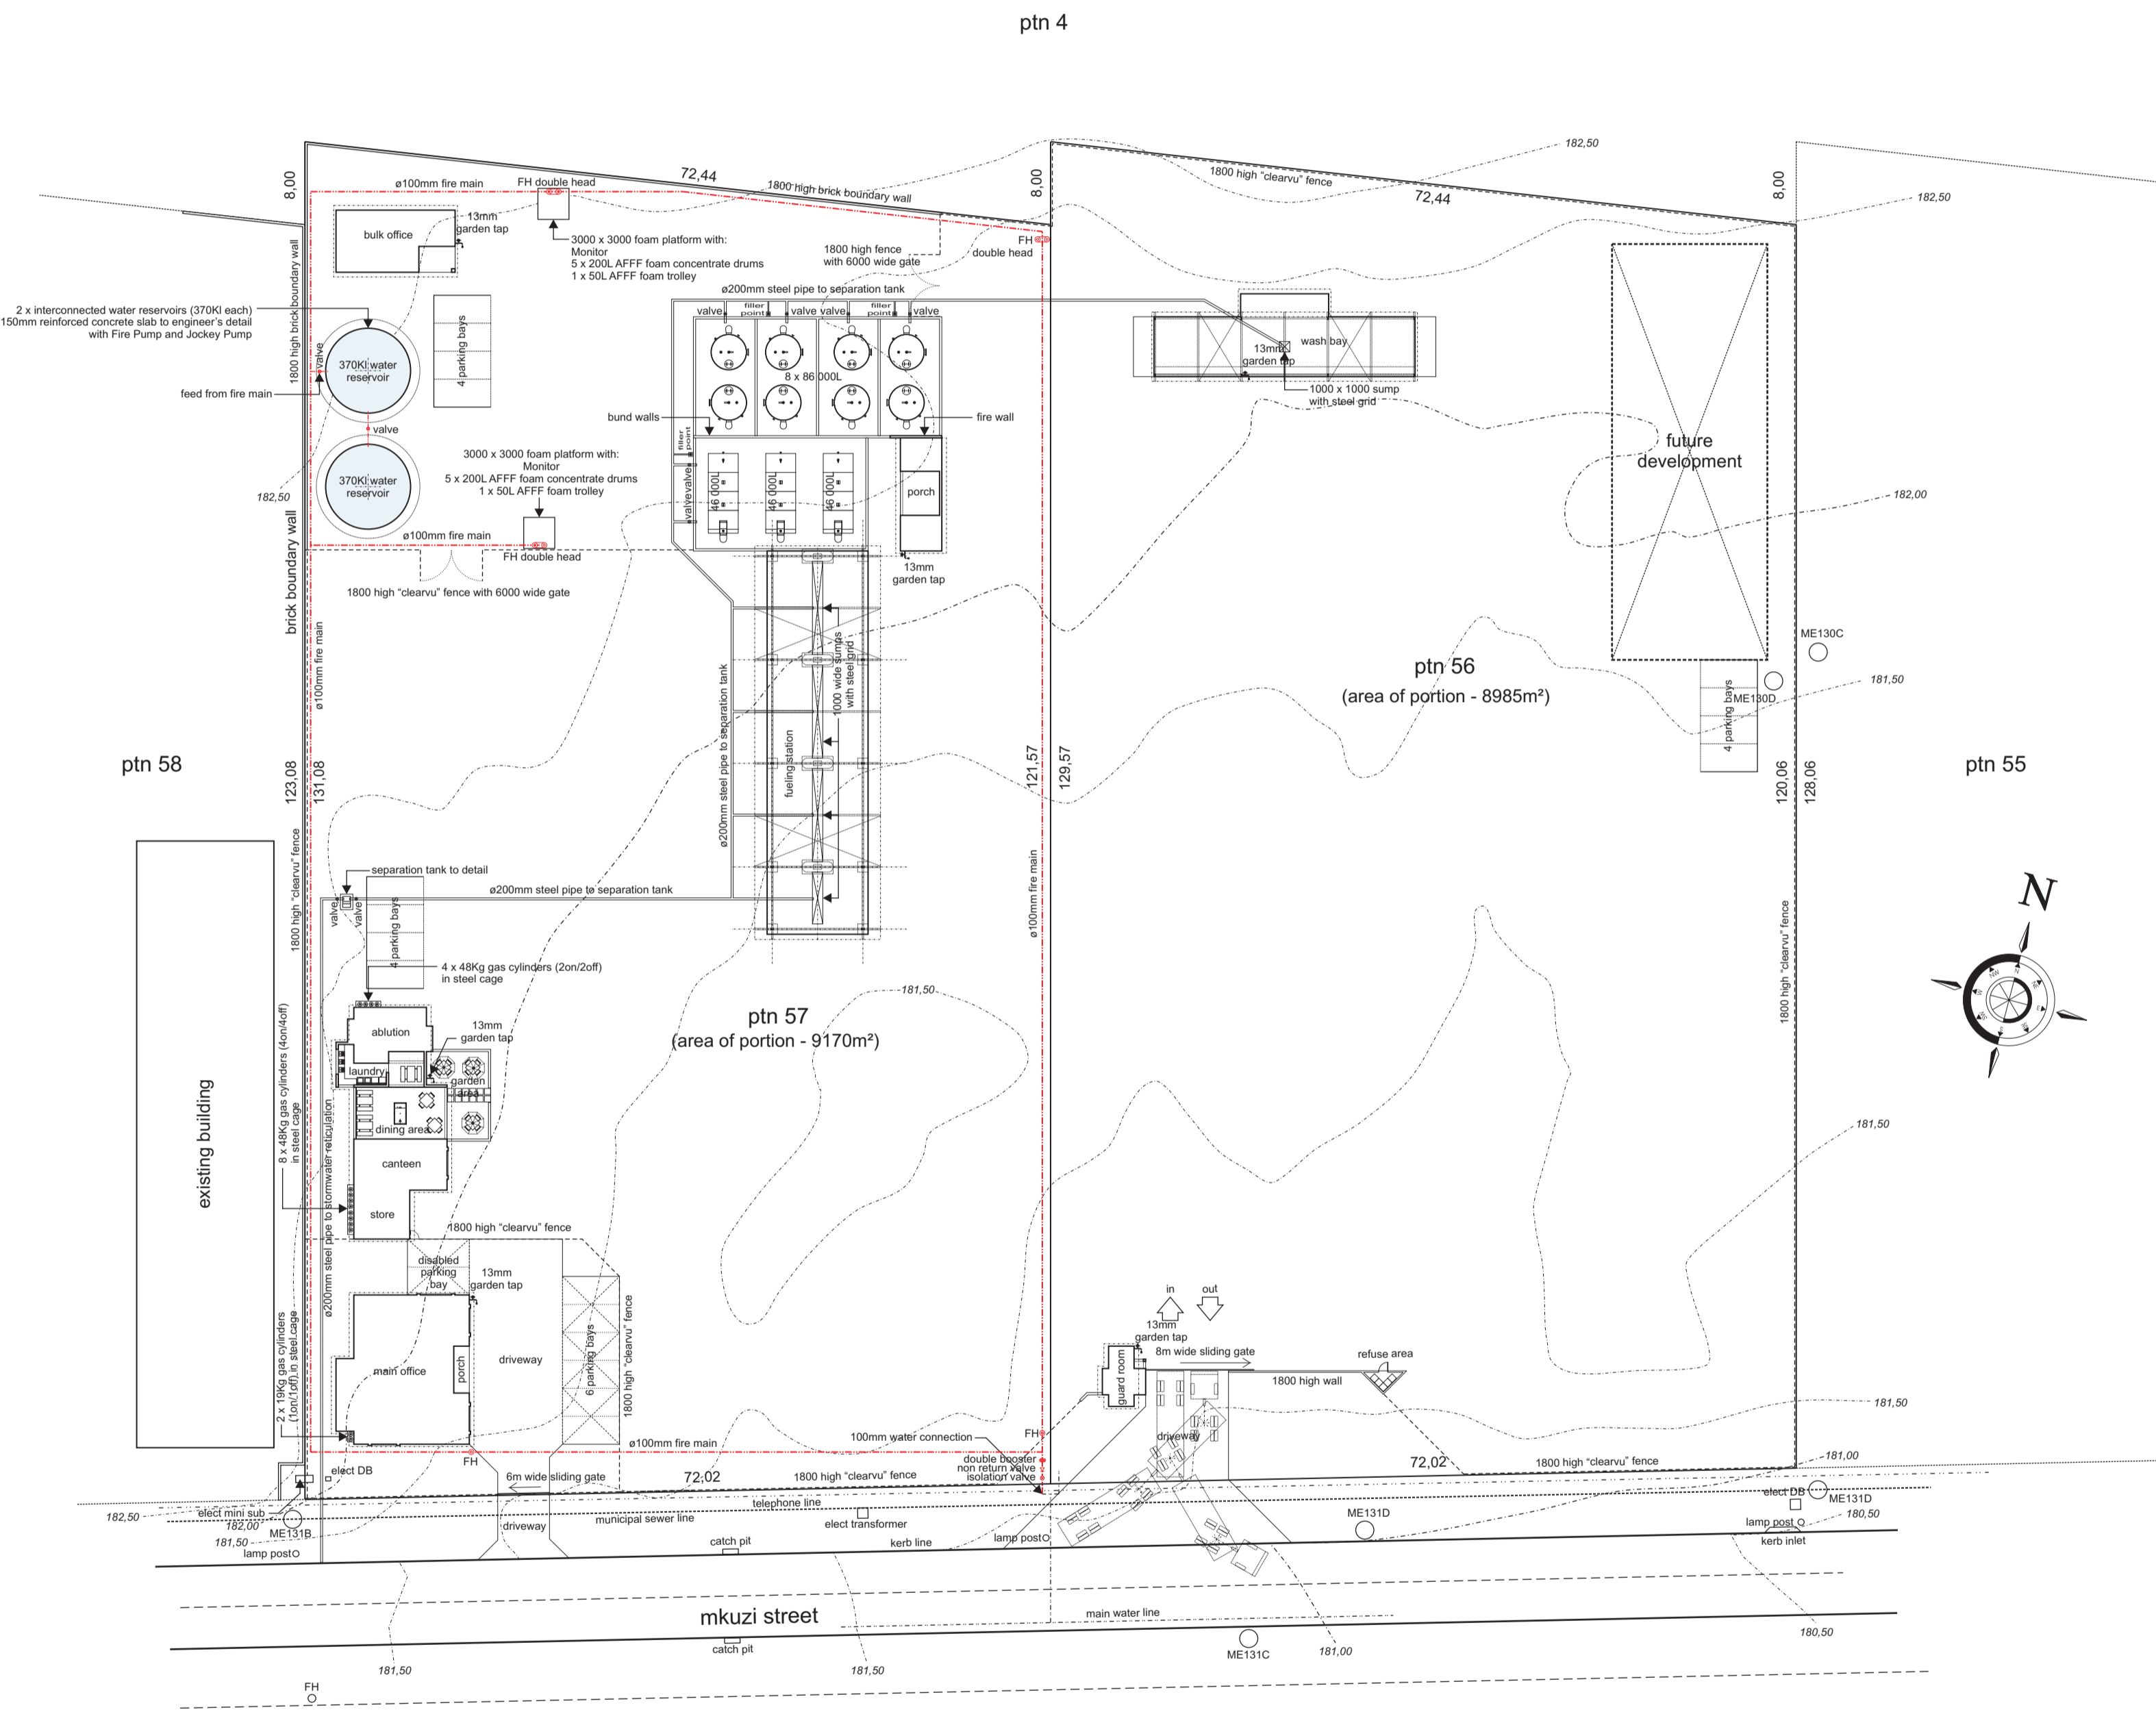 ptn 4
182,50
8,00
72,44
8,00
8,00
ø100mm fire main
FH double head
1800 high brick boundary wall
1800 high "clearvu" fence
72,44
182,50
bulk office
13mm
garden tap
3000 x 3000 foam platform with:
Monitor
5 x 200L AFFF foam concentrate drums
1 x 50L AFFF foam trolley
1800 high fence
with 6000 wide gate
FH
double head
1800 high brick boundary wall
ø200mm steel pipe to separation tank
2 x interconnected water reservoirs (370Kl each)
150mm reinforced concrete slab to engineer's detail
with Fire Pump and Jockey Pump
valve
filler
point
valve
valve
filler
point
valve
4 parking bays
valve
370Kl water
reservoir
feed from fire main
8 x 86 000L
wash bay
13mm
garden tap
1000 x 1000 sump
with steel grid
bund walls
fire wall
valve
future
development
3000 x 3000 foam platform with:
Monitor
5 x 200L AFFF foam concentrate drums
1 x 50L AFFF foam trolley
filler
point
valve
valve
46 000L
46 000L
46 000L
porch
370Kl water
reservoir
182,50
182,00
brick boundary wall
ø100mm fire main
FH double head
13mm
garden tap
1800 high "clearvu" fence with 6000 wide gate
ø100mm fire main
1000 wide sumps
with steel grid
ME130C
ptn 56
(area of portion - 8985m²)
181,50
ME130D
4 parking bays
ø200mm steel pipe to separation tank
fueling station
ptn 58
123,08
131,08
121,57
129,57
120,06
128,06
ptn 55
1800 high "clearvu" fence
separation tank to detail
ø200mm steel pipe to separation tank
ø100mm fire main
valve
valve
4 parking bays
1800 high "clearvu" fence
N
N
NE
E
SE
S
SW
W
NW
4 x 48Kg gas cylinders (2on/2off)
in steel cage
181,50
ptn 57
(area of portion - 9170m²)
ablution
13mm
garden tap
laundry
garden
area
8 x 48Kg gas cylinders (4on/4off)
in steel cage
existing building
ø200mm steel pipe to stormwater reticulation
dining area
181,50
canteen
store
1800 high "clearvu" fence
disabled
parking
bay
13mm
garden tap
in
out
13mm
garden tap
8m wide sliding gate
refuse area
2 x 19Kg gas cylinders
(1on/1off) in steel cage
main office
porch
driveway
6 parking bays
1800 high "clearvu" fence
guard room
1800 high wall
181,50
driveway
100mm water connection
FH
ø100mm fire main
FH
double booster
non return valve
isolation valve
181,00
elect DB
6m wide sliding gate
72,02
1800 high "clearvu" fence
72,02
1800 high "clearvu" fence
telephone line
elect DB
ME131D
182,50
elect mini sub
182,00
ME131B
municipal sewer line
elect transformer
ME131D
180,50
lamp post
181,50
driveway
lamp post
catch pit
kerb line
lamp post
kerb inlet
mkuzi street
main water line
catch pit
181,50
181,50
ME131C
181,00
180,50
FH